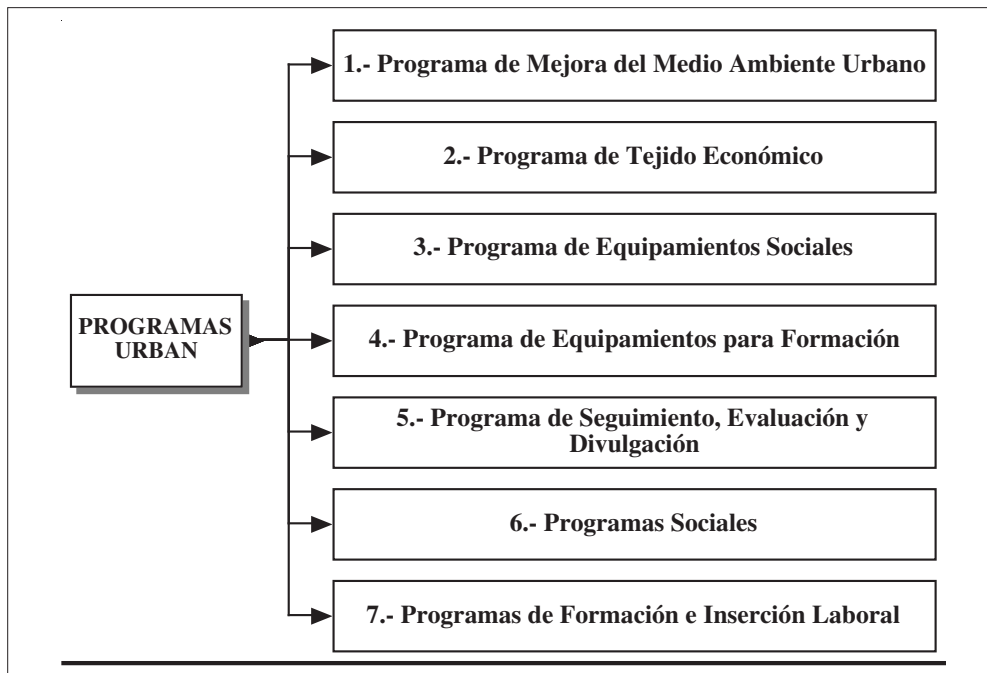 1.- Programa de Mejora del Medio Ambiente Urbano
2.- Programa de Tejido Económico
3.- Programa de Equipamientos Sociales
PROGRAMAS
URBAN
4.- Programa de Equipamientos para Formación
5.- Programa de Seguimiento, Evaluación y
Divulgación
6.- Programas Sociales
7.- Programas de Formación e Inserción Laboral